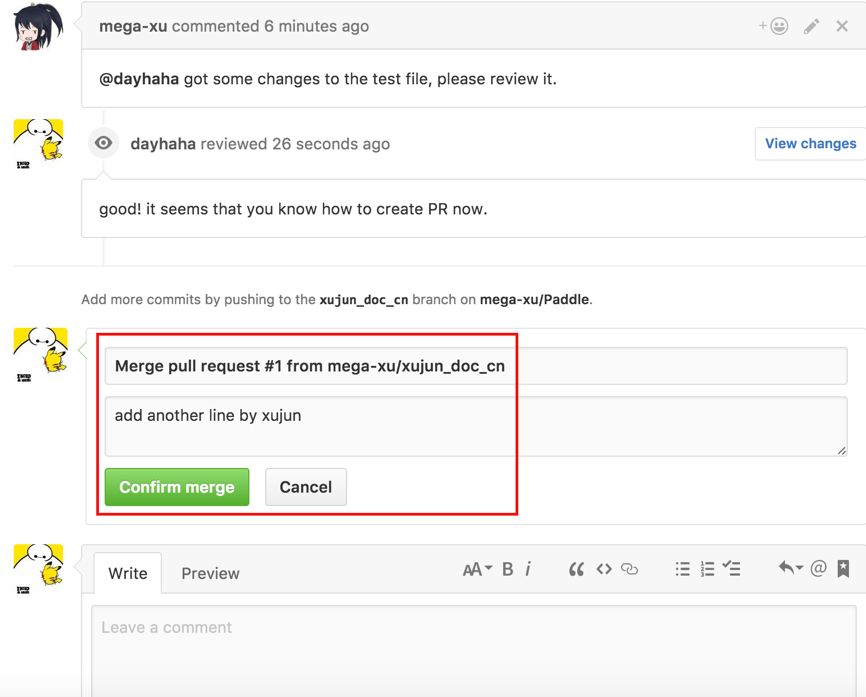 mega-xu commented 6 minutes ago
@dayhaha got some changes to the test file, please review it.
dayhaha reviewed 26 seconds ago
View changes
good! it seems that you know how to create PR now.
Add more commits by pushing to the xujun_doc_cn branch on mega-xu/Paddle.
Merge pull request #1 from mega-xu/xujun_doc_cn
add another line by xujun
Confirm merge
Cancel
Write
Preview
AA
B
i
Leave a comment